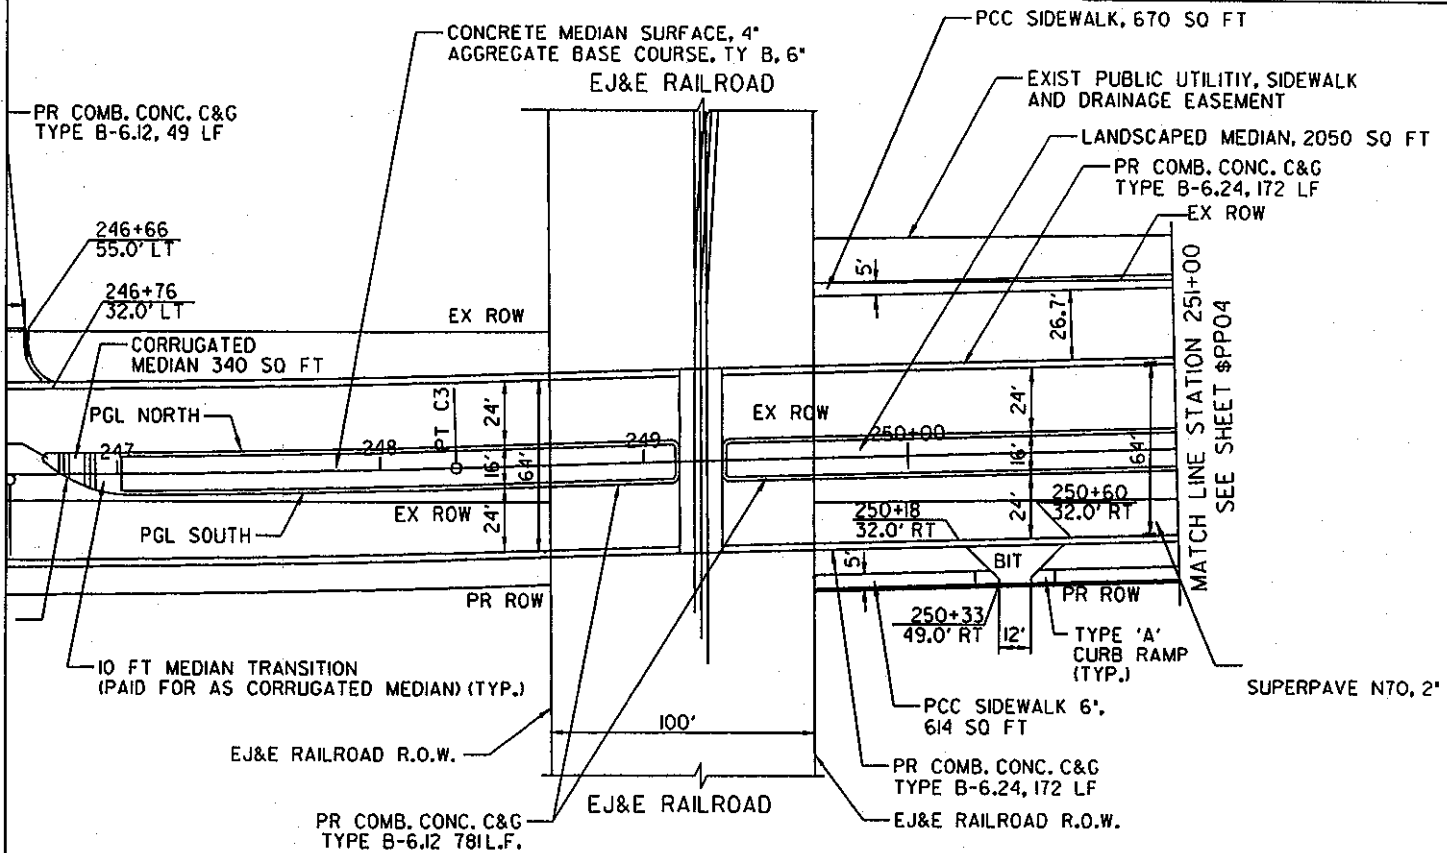 PCC SIDEWALK, 670 SQ FT
CONCRETE MEDIAN SURFACE, 4"
AGGREGATE BASE COURSE, TY B, 6"
EJ&E RAILROAD
EXIST PUBLIC UTILITIY, SIDEWALK
AND DRAINAGE EASEMENT
PR COMB. CONC. C&G
TYPE B-6.12, 49 LF
LANDSCAPED MEDIAN, 2050 SQ FT
PR COMB. CONC. C&G
TYPE B-6.24, 172 LF
EX ROW
246+66
55.0' LT
246+76
32.0' LT
EX ROW
5'
26.7'
CORRUGATED
MEDIAN 340 SQ FT
PGL NORTH
PT C3
24'
16'
64'
24'
EX ROW
24'
16'
64'
24'
247
248
249
250+00
MATCH LINE STATION 251+00
SEE SHEET $PP04
PGL SOUTH
EX ROW
250+18
32.0' RT
250+60
32.0' RT
5'
BIT
PR ROW
PR ROW
250+33
49.0' RT
12'
TYPE 'A'
CURB RAMP
(TYP.)
10 FT MEDIAN TRANSITION
(PAID FOR AS CORRUGATED MEDIAN) (TYP.)
SUPERPAVE N70, 2"
PCC SIDEWALK 6",
614 SQ FT
100'
EJ&E RAILROAD R.O.W.
PR COMB. CONC. C&G
TYPE B-6.24, 172 LF
EJ&E RAILROAD
EJ&E RAILROAD R.O.W.
PR COMB. CONC. C&G
TYPE B-6.12 781 L.F.